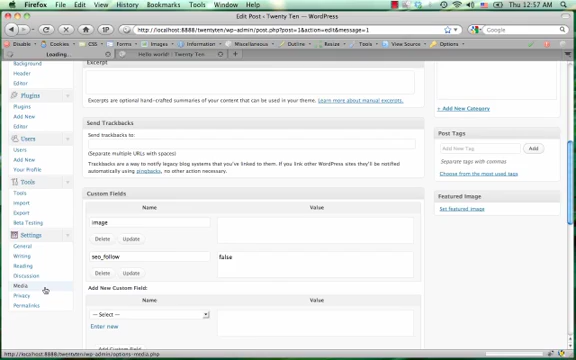 Firefox File Edit View History Bookmarks Tools Window Help
Thu 12:57 AM
Edit Post ‹ Twenty Ten — WordPress
http://localhost:8888/twentyten/wp-admin/post.php?post=1&action=edit&message=1
Google
Disable Cookies CSS Forms Images Information Miscellaneous Outline Resize Tools View Source Options
Loading...
Hello world! | Twenty Ten
Background
Header
Editor
Plugins
Plugins
Add New
Editor
Users
Users
Add New
Your Profile
Tools
Tools
Import
Export
Beta Testing
Settings
General
Writing
Reading
Discussion
Media
Privacy
Permalinks
Excerpt
Excerpts are optional hand-crafted summaries of your content that can be used in your theme. Learn more about manual excerpts.
Send Trackbacks
Send trackbacks to:
(Separate multiple URLs with spaces)
Trackbacks are a way to notify legacy blog systems that you've linked to them. If you link other WordPress sites they'll be notified
automatically using pingbacks, no other action necessary.
Custom Fields
Name Value
image
Delete Update
seo_follow false
Delete Update
Add New Custom Field:
Name Value
— Select —
Enter new
Add Custom Field
+ Add New Category
Post Tags
Add New Tag Add
Separate tags with commas
Choose from the most used tags
Featured Image
Set featured image
http://localhost:8888/twentyten/wp-admin/options-media.php